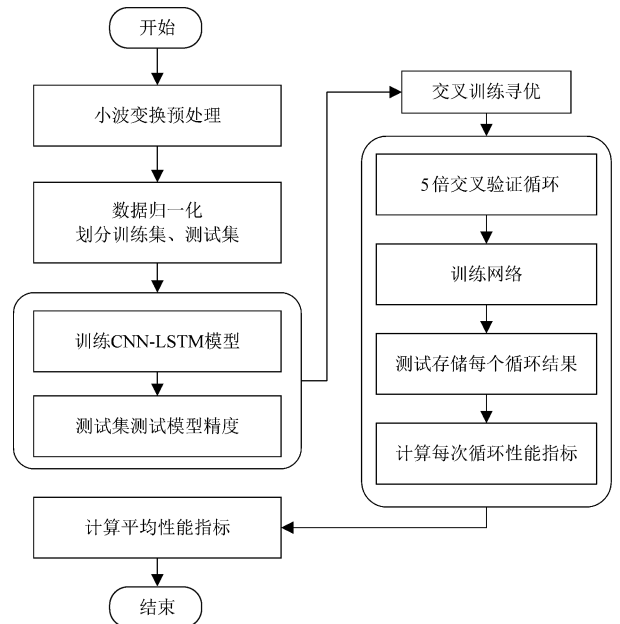 开始
小波变换预处理
数据归一化
划分训练集、测试集
训练CNN-LSTM模型
测试集测试模型精度
交叉训练寻优
5倍交叉验证循环
训练网络
测试存储每个循环结果
计算每次循环性能指标
计算平均性能指标
结束